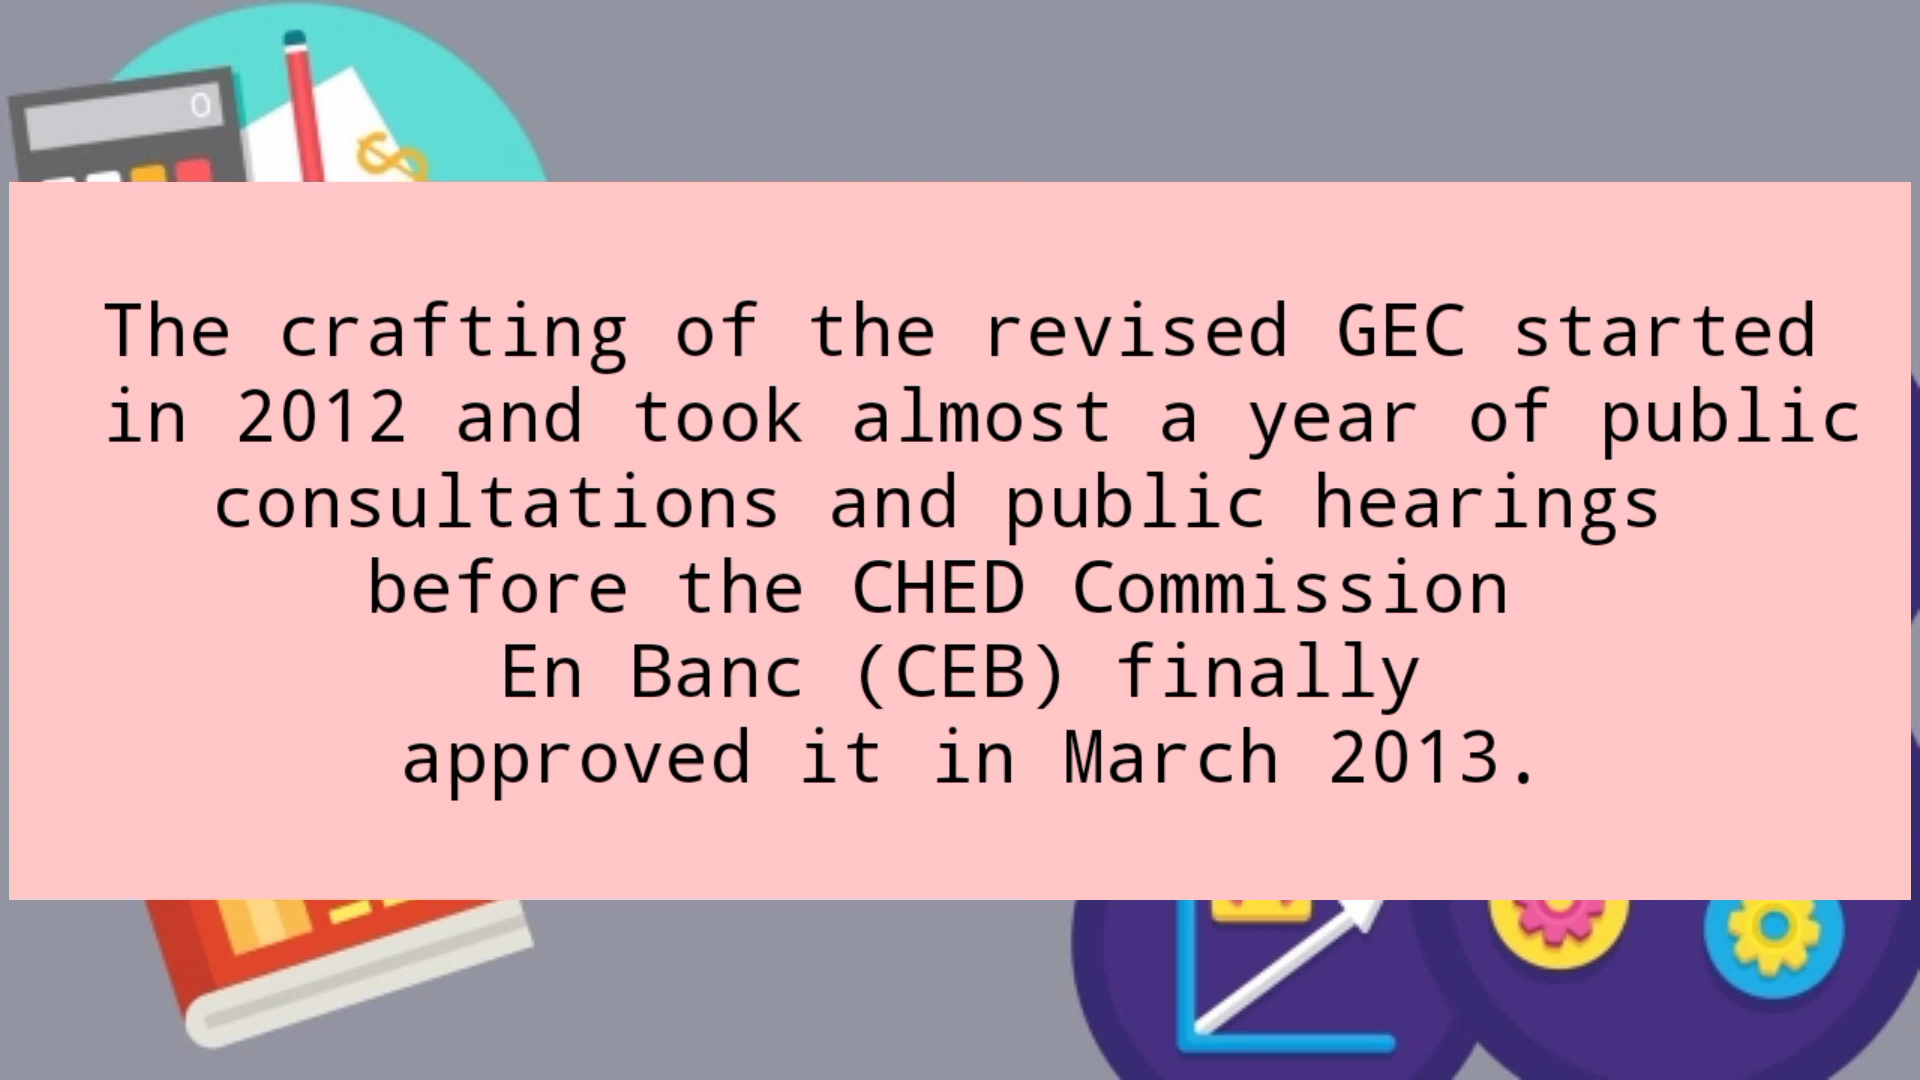 0
$
The crafting of the revised GEC started
in 2012 and took almost a year of public
consultations and public hearings
before the CHED Commission
En Banc (CEB) finally
approved it in March 2013.